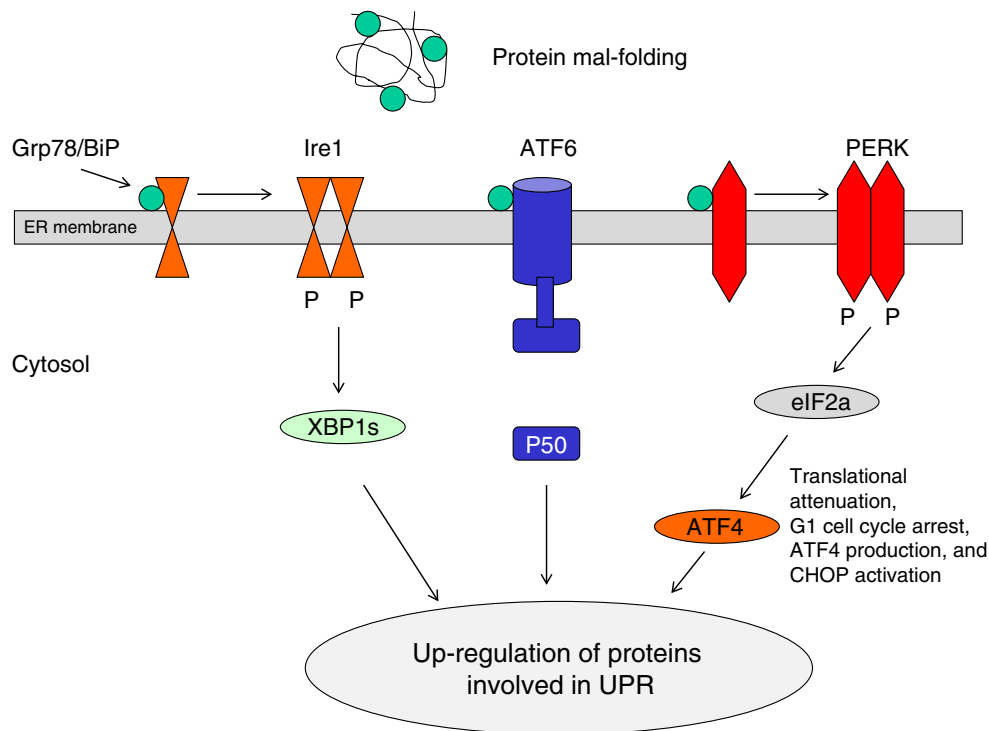 Protein mal-folding
Grp78/BiP
Ire1
ATF6
PERK
ER membrane
P P
P P
Cytosol
eIF2a
XBP1s
P50
Translational
attenuation,
G1 cell cycle arrest,
ATF4 production, and
CHOP activation
ATF4
Up-regulation of proteins
involved in UPR